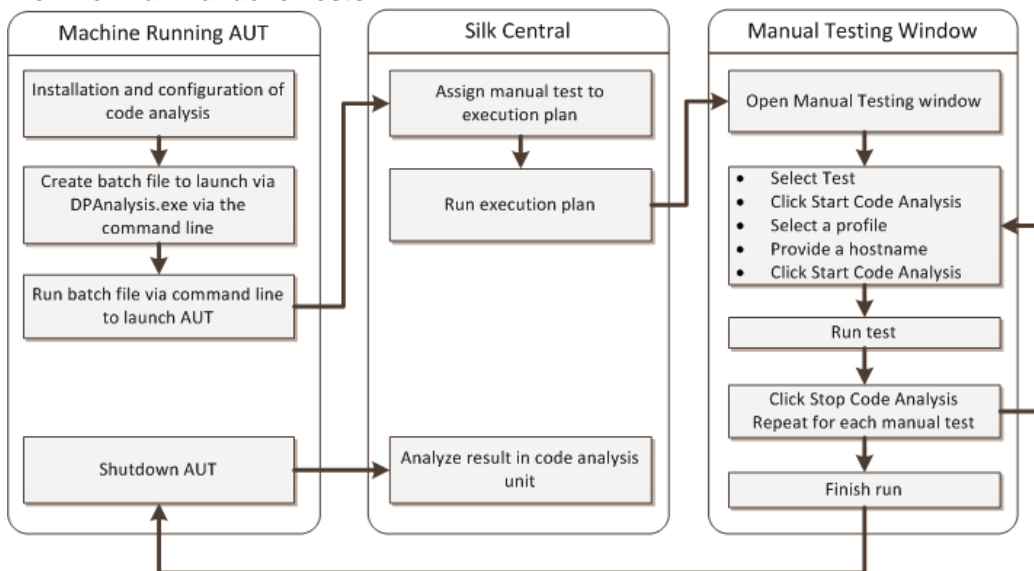 Machine Running AUT
Installation and configuration of
code analysis
Create batch file to launch via
DPAnalysis.exe via the
command line
Run batch file via command line
to launch AUT
Shutdown AUT
Silk Central
Assign manual test to
execution plan
Run execution plan
Analyze result in code analysis
unit
Manual Testing Window
Open Manual Testing window
• Select Test
• Click Start Code Analysis
• Select a profile
• Provide a hostname
• Click Start Code Analysis
Run test
Click Stop Code Analysis
Repeat for each manual test
Finish run